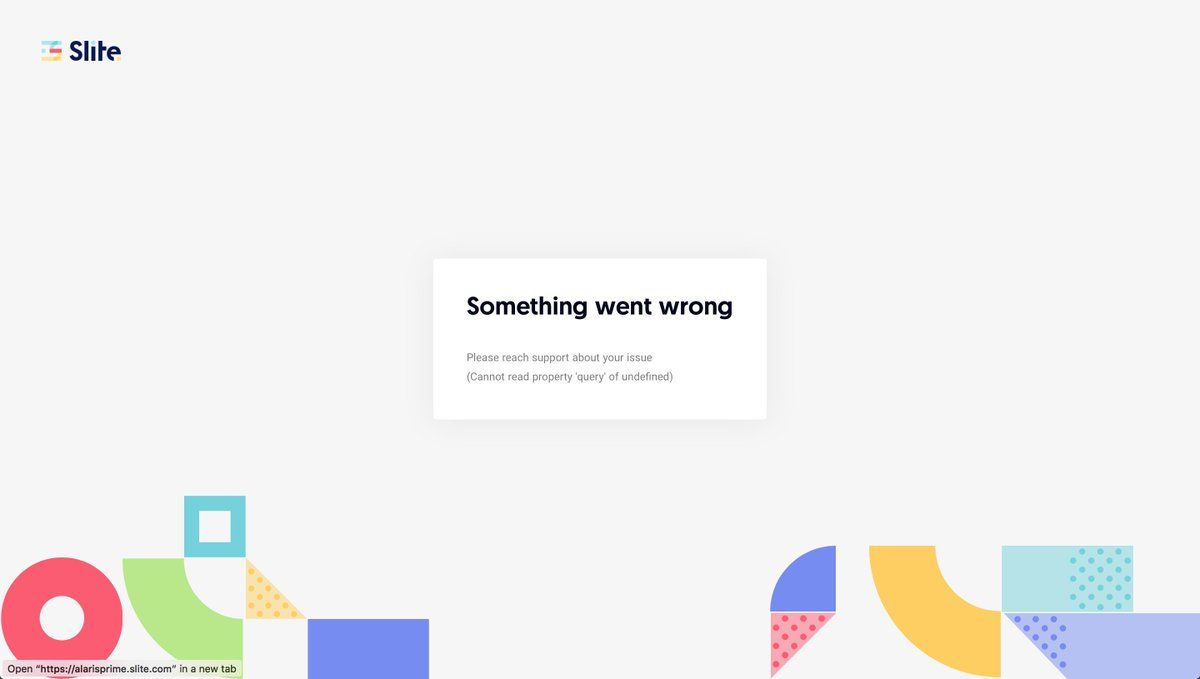 Slite
Something went wrong
Please reach support about your issue
(Cannot read property 'query' of undefined)
Open “https://alarisprime.slite.com” in a new tab